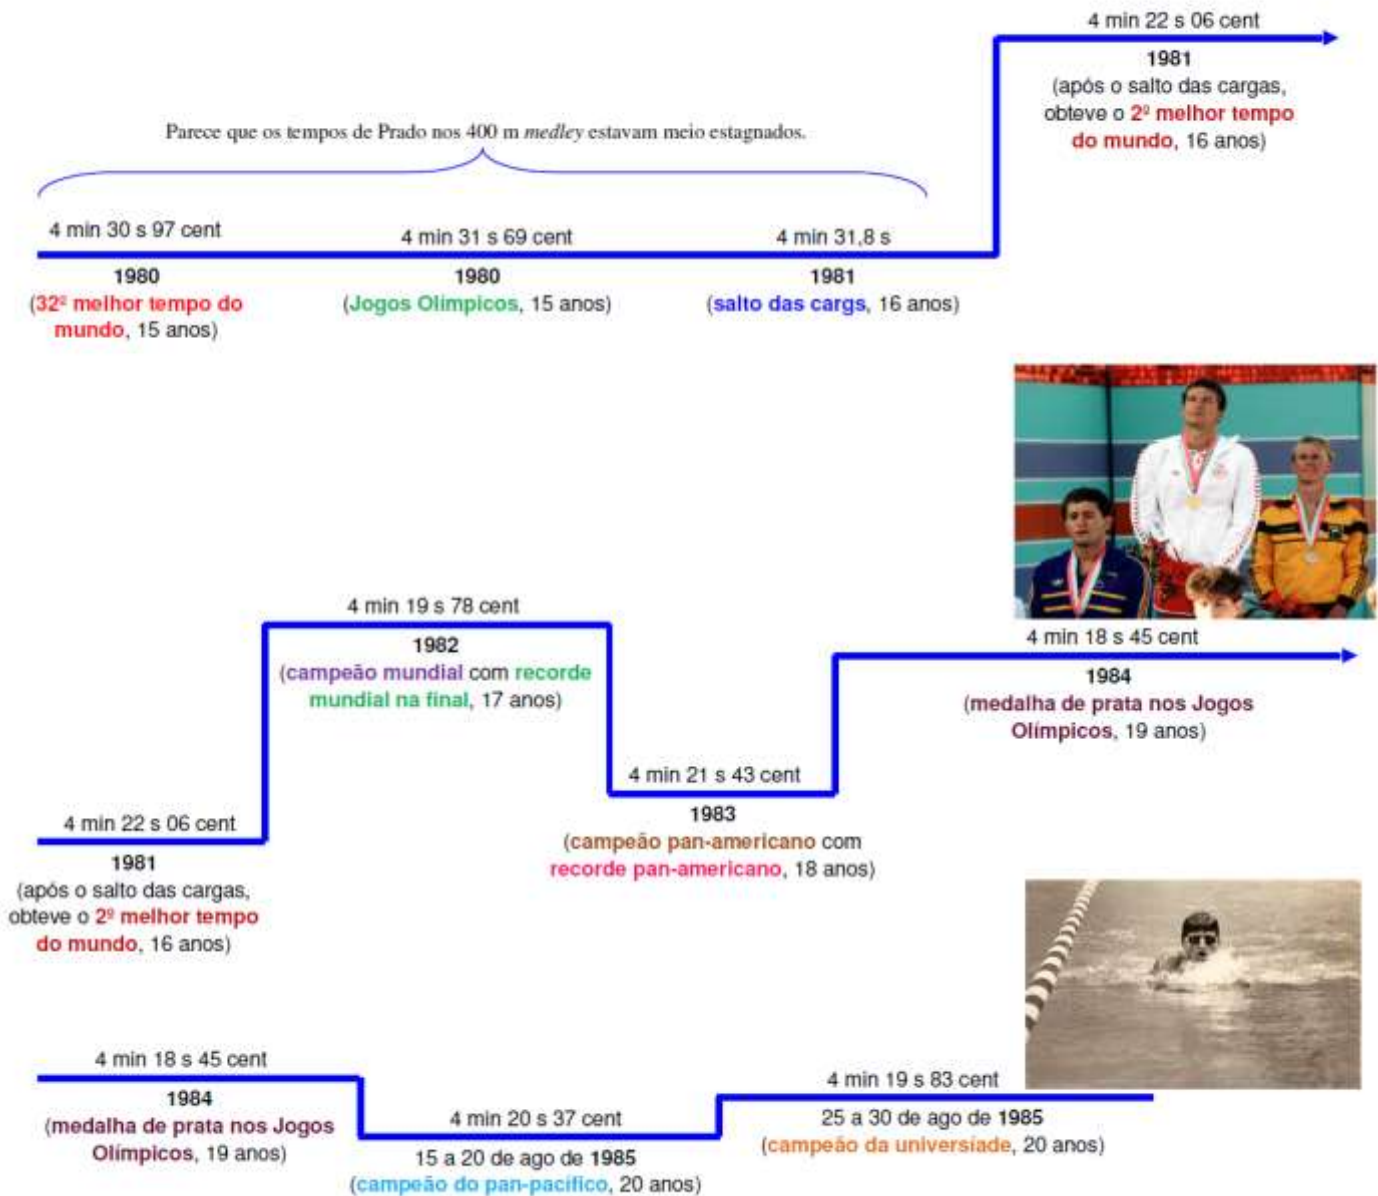 4 min 22 s 06 cent
1981
(após o salto das cargas,
obteve o 2º melhor tempo
do mundo, 16 anos)
Parece que os tempos de Prado nos 400 m medley estavam meio estagnados.
4 min 30 s 97 cent
1980
(32º melhor tempo do
mundo, 15 anos)
4 min 31 s 69 cent
1980
(Jogos Olímpicos, 15 anos)
4 min 31,8 s
1981
(salto das cargs, 16 anos)
4 min 22 s 06 cent
1981
(após o salto das cargas,
obteve o 2º melhor tempo
do mundo, 16 anos)
4 min 19 s 78 cent
1982
(campeão mundial com recorde
mundial na final, 17 anos)
4 min 21 s 43 cent
1983
(campeão pan-americano com
recorde pan-americano, 18 anos)
4 min 18 s 45 cent
1984
(medalha de prata nos Jogos
Olímpicos, 19 anos)
4 min 18 s 45 cent
1984
(medalha de prata nos Jogos
Olímpicos, 19 anos)
4 min 20 s 37 cent
15 a 20 de ago de 1985
(campeão do pan-pacífico, 20 anos)
4 min 19 s 83 cent
25 a 30 de ago de 1985
(campeão da universíade, 20 anos)